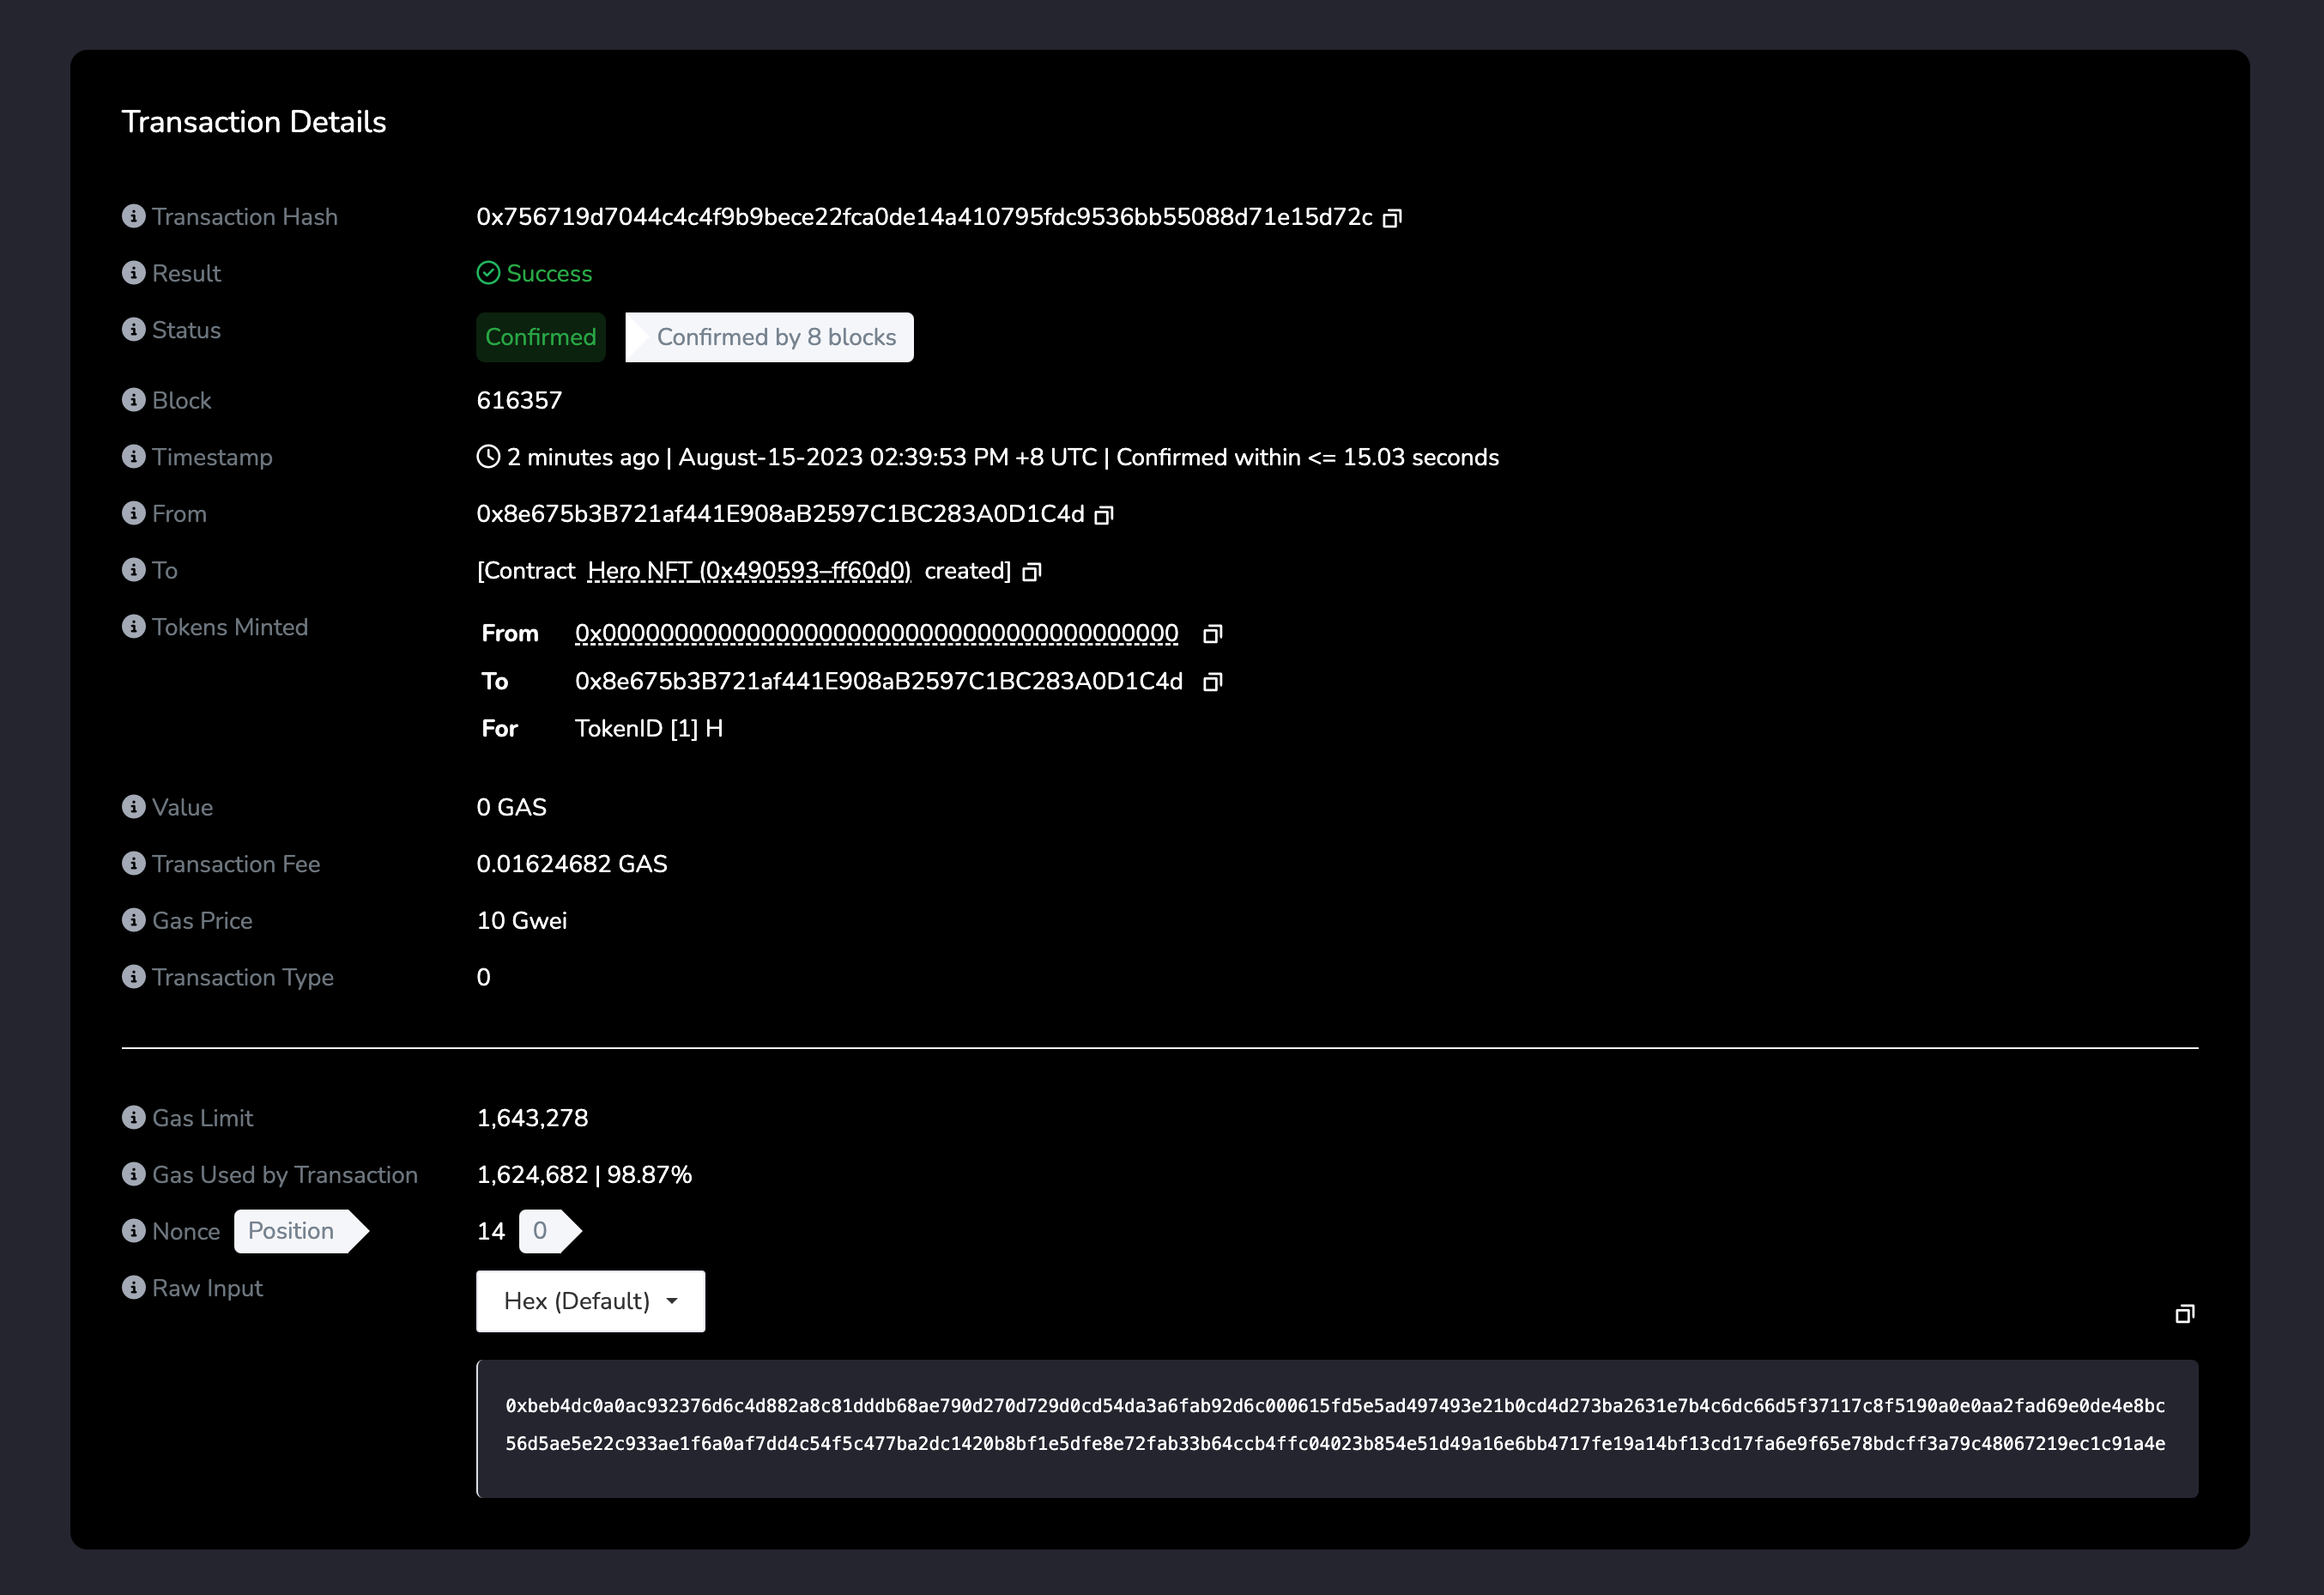 Transaction Details
Transaction Hash 0x756719d7044c4c4f9b9bece22fca0de14a410795fdc9536bb55088d71e15d72c
Result Success
Status Confirmed Confirmed by 8 blocks
Block 616357
Timestamp 2 minutes ago | August-15-2023 02:39:53 PM +8 UTC | Confirmed within <= 15.03 seconds
From 0x8e675b3B721af441E908aB2597C1BC283A0D1C4d
To [Contract Hero NFT (0x490593–ff60d0) created]
Tokens Minted From 0x0000000000000000000000000000000000000000
To 0x8e675b3B721af441E908aB2597C1BC283A0D1C4d
For TokenID [1] H
Value 0 GAS
Transaction Fee 0.01624682 GAS
Gas Price 10 Gwei
Transaction Type 0
Gas Limit 1,643,278
Gas Used by Transaction 1,624,682 | 98.87%
Nonce Position 14 0
Raw Input Hex (Default)
0xbeb4dc0a0ac932376d6c4d882a8c81dddb68ae790d270d729d0cd54da3a6fab92d6c000615fd5e5ad497493e21b0cd4d273ba2631e7b4c6dc66d5f37117c8f5190a0e0aa2fad69e0de4e8bc
56d5ae5e22c933ae1f6a0af7dd4c54f5c477ba2dc1420b8bf1e5dfe8e72fab33b64ccb4ffc04023b854e51d49a16e6bb4717fe19a14bf13cd17fa6e9f65e78bdcff3a79c48067219ec1c91a4e